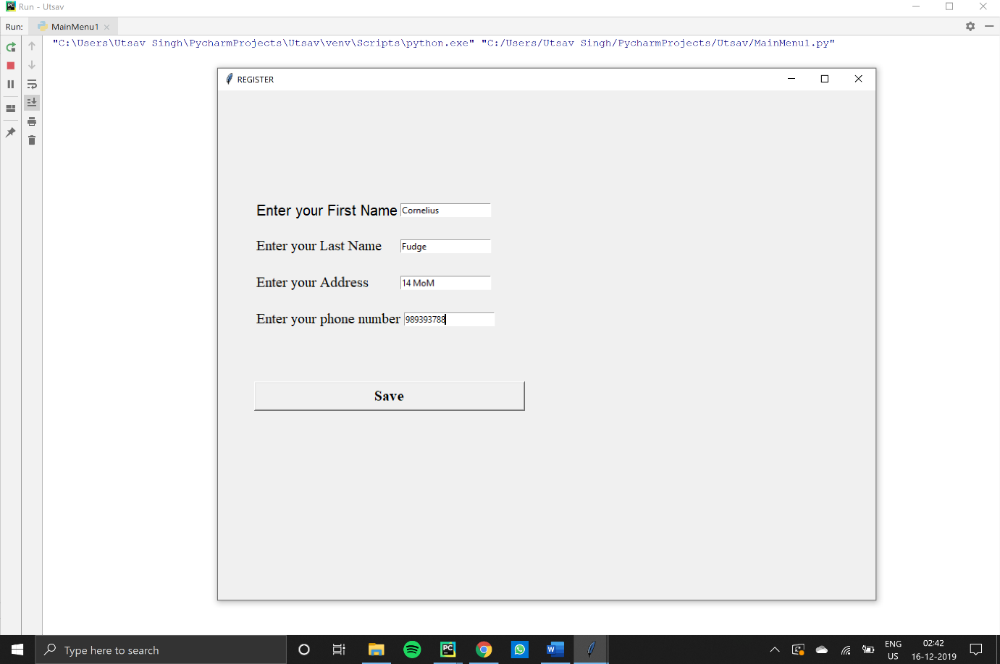 Run - Utsav
Run: MainMenu1
"C:\Users\Utsav Singh\PycharmProjects\Utsav\venv\Scripts\python.exe" "C:/Users/Utsav Singh/PycharmProjects/Utsav/MainMenu1.py"
REGISTER
Enter your First Name Cornelius
Enter your Last Name Fudge
Enter your Address 14 MoM
Enter your phone number 989393788
Save
Type here to search
ENG 02:42
US 16-12-2019